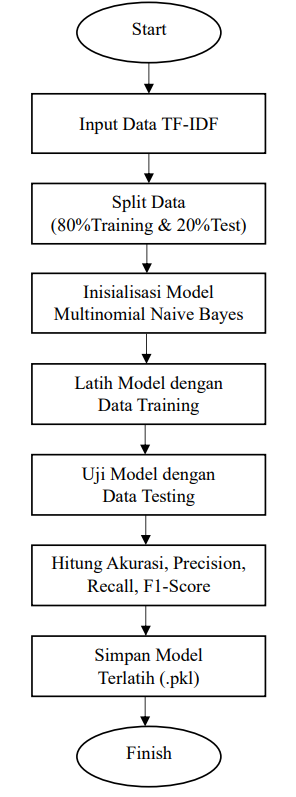 Start
Input Data TF-IDF
Split Data
(80%Training & 20%Test)
Inisialisasi Model
Multinomial Naive Bayes
Latih Model dengan
Data Training
Uji Model dengan
Data Testing
Hitung Akurasi, Precision,
Recall, F1-Score
Simpan Model
Terlatih (.pkl)
Finish